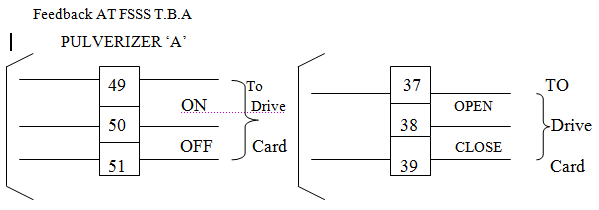 Feedback AT FSSS T.B.A
PULVERIZER ‘A’
49
50
51
ON
OFF
To
Drive
Card
37
38
39
OPEN
CLOSE
TO
Drive
Card